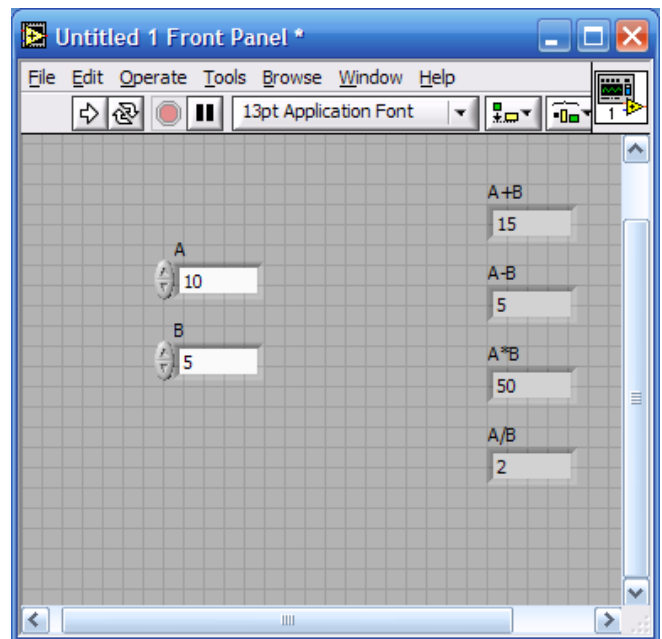 Untitled 1 Front Panel *
File Edit Operate Tools Browse Window Help
13pt Application Font
1
A+B
15
A
10
A-B
5
B
5
A*B
50
A/B
2